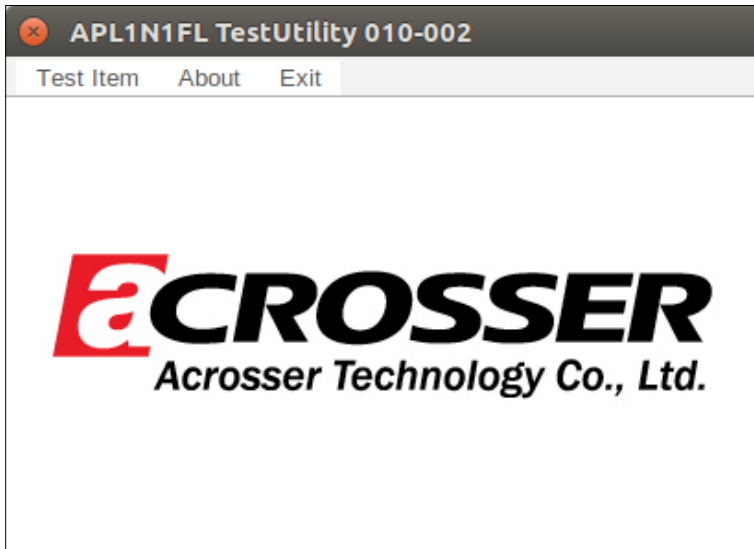 APL1N1FL TestUtility 010-002
Test Item About Exit
aCROSSER
Acrosser Technology Co., Ltd.